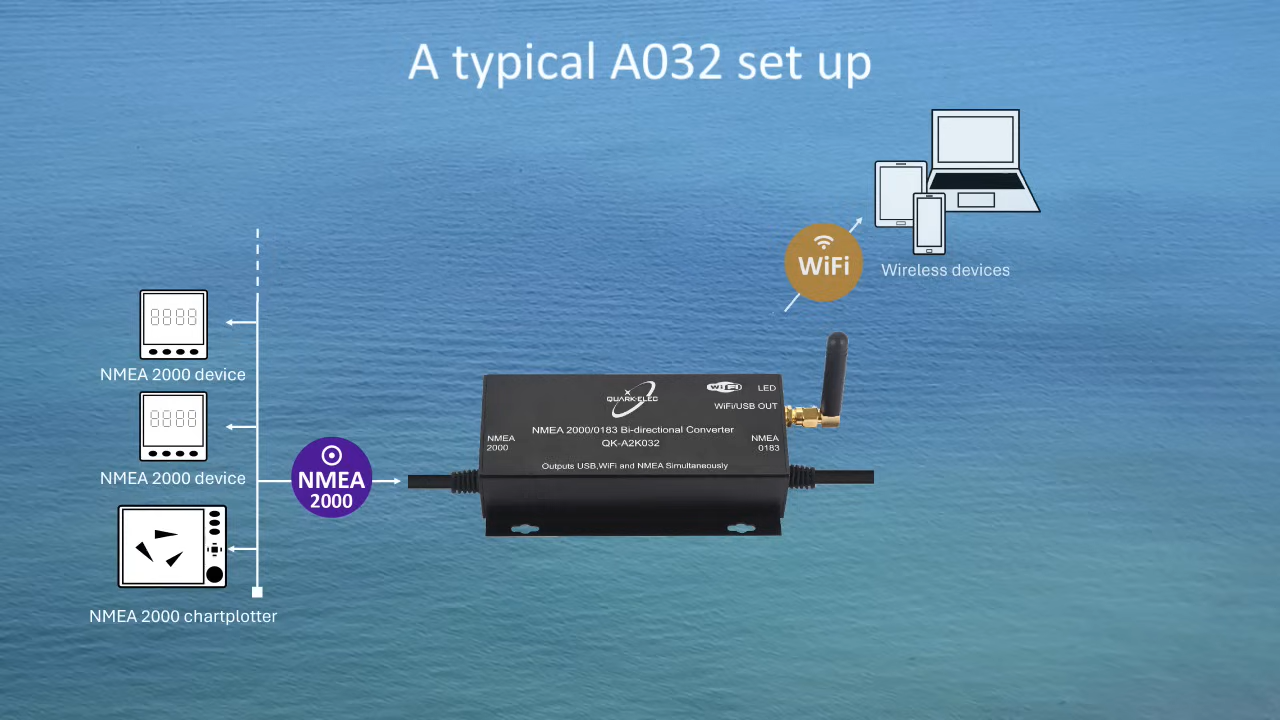 A typical A032 set up
WiFi
Wireless devices
8888
NMEA 2000 device
8888
NMEA 2000 device
NMEA
2000
NMEA 2000 chartplotter
QUARK-ELEC
WiFi
LED
WiFi/USB OUT
NMEA 2000/0183 Bi-directional Converter
QK-A2K032
NMEA
2000
NMEA
0183
Outputs USB,WiFi and NMEA Simultaneously